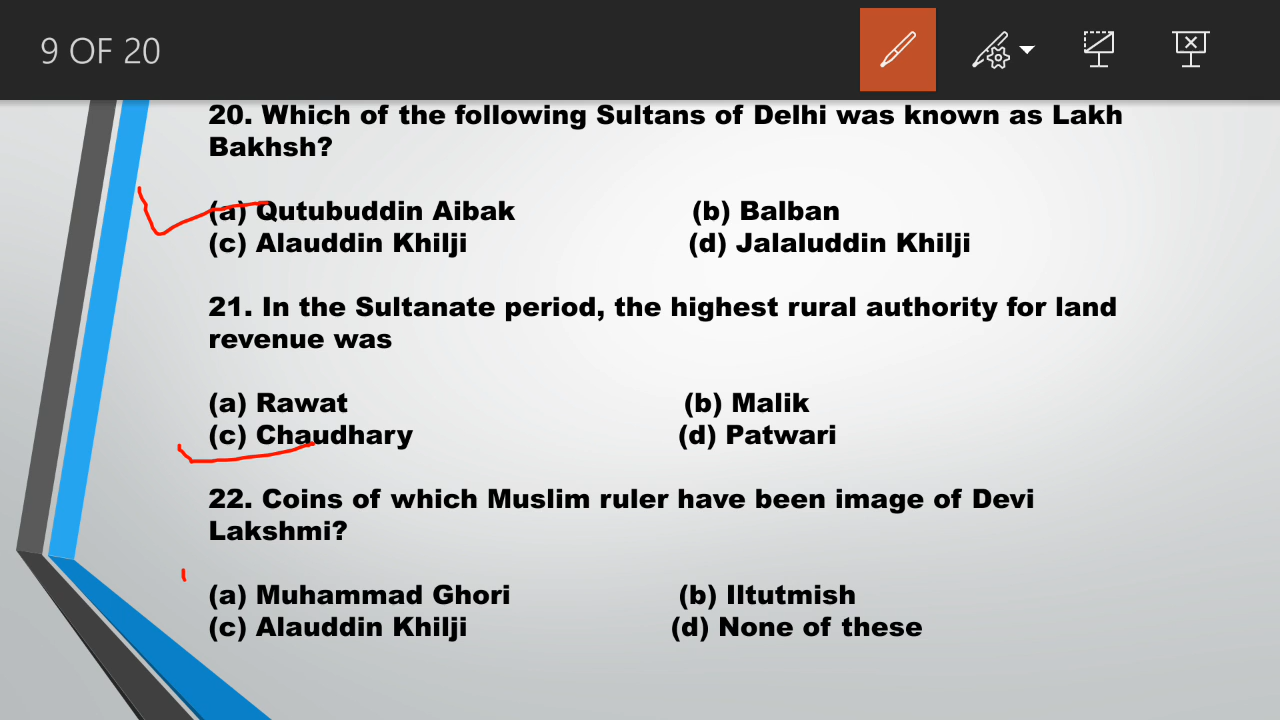 9 OF 20
20. Which of the following Sultans of Delhi was known as Lakh
Bakhsh?
(a) Qutubuddin Aibak (b) Balban
(c) Alauddin Khilji (d) Jalaluddin Khilji
21. In the Sultanate period, the highest rural authority for land
revenue was
(a) Rawat (b) Malik
(c) Chaudhary (d) Patwari
22. Coins of which Muslim ruler have been image of Devi
Lakshmi?
(a) Muhammad Ghori (b) Iltutmish
(c) Alauddin Khilji (d) None of these